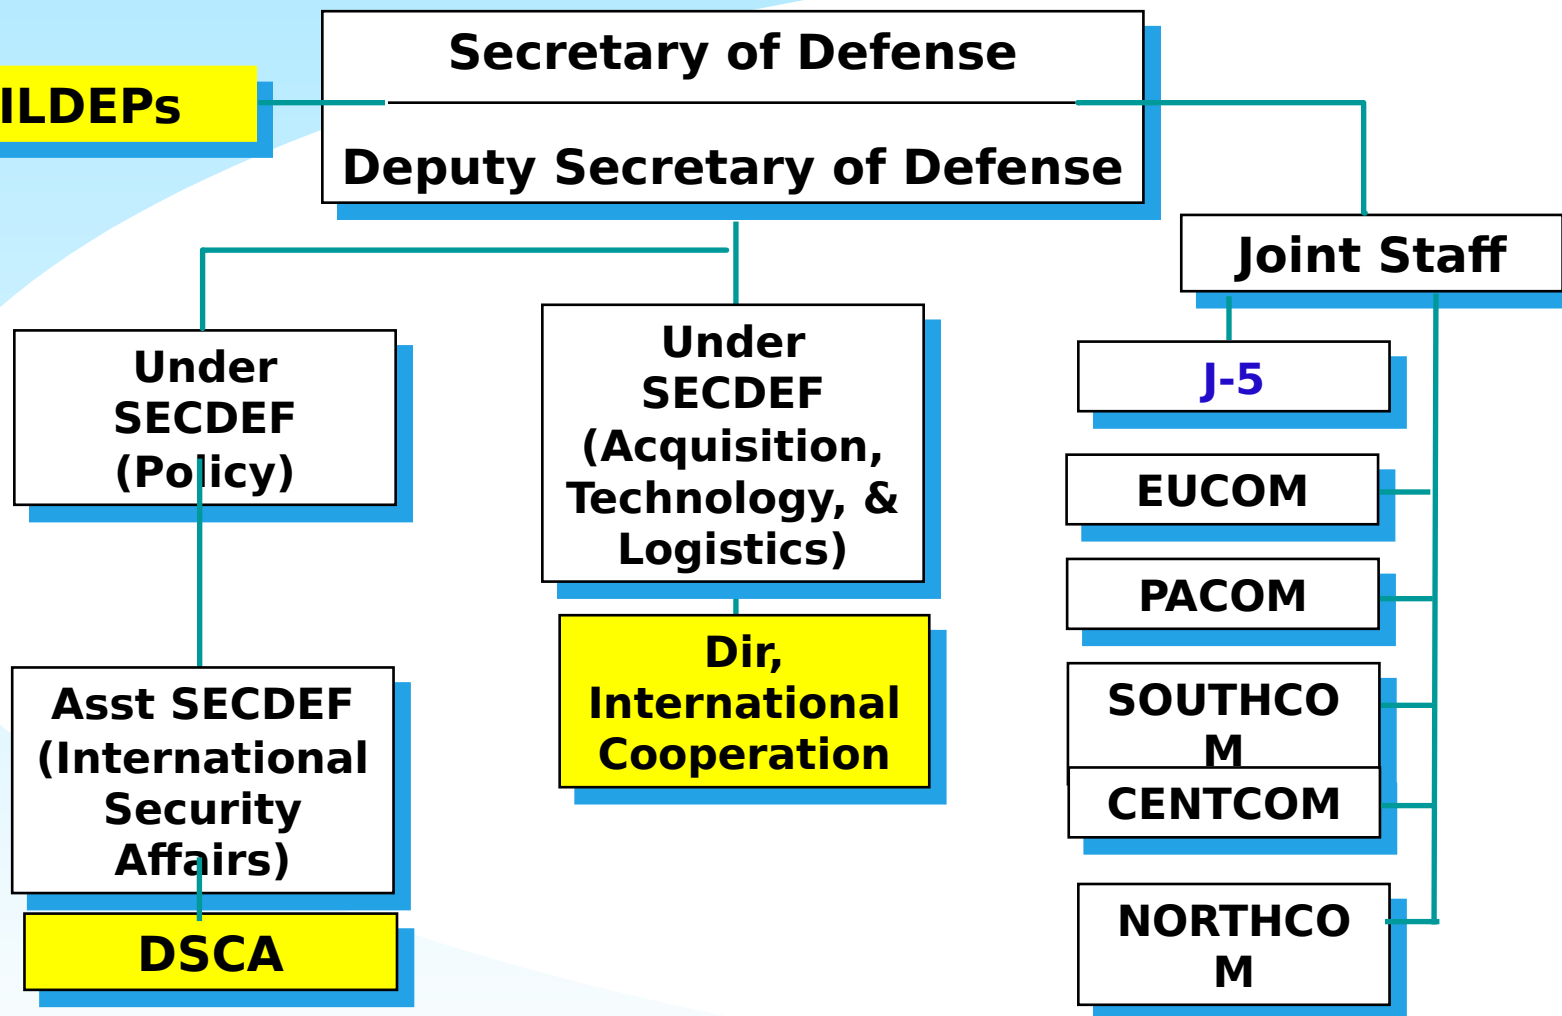 Secretary of Defense
ILDEPs
Deputy Secretary of Defense
Joint Staff
Under
SECDEF
(Policy)
Under
SECDEF
(Acquisition,
Technology, &
Logistics)
J-5
EUCOM
PACOM
SOUTHCO
M
CENTCOM
NORTHCO
M
Dir,
International
Cooperation
Asst SECDEF
(International
Security
Affairs)
DSCA